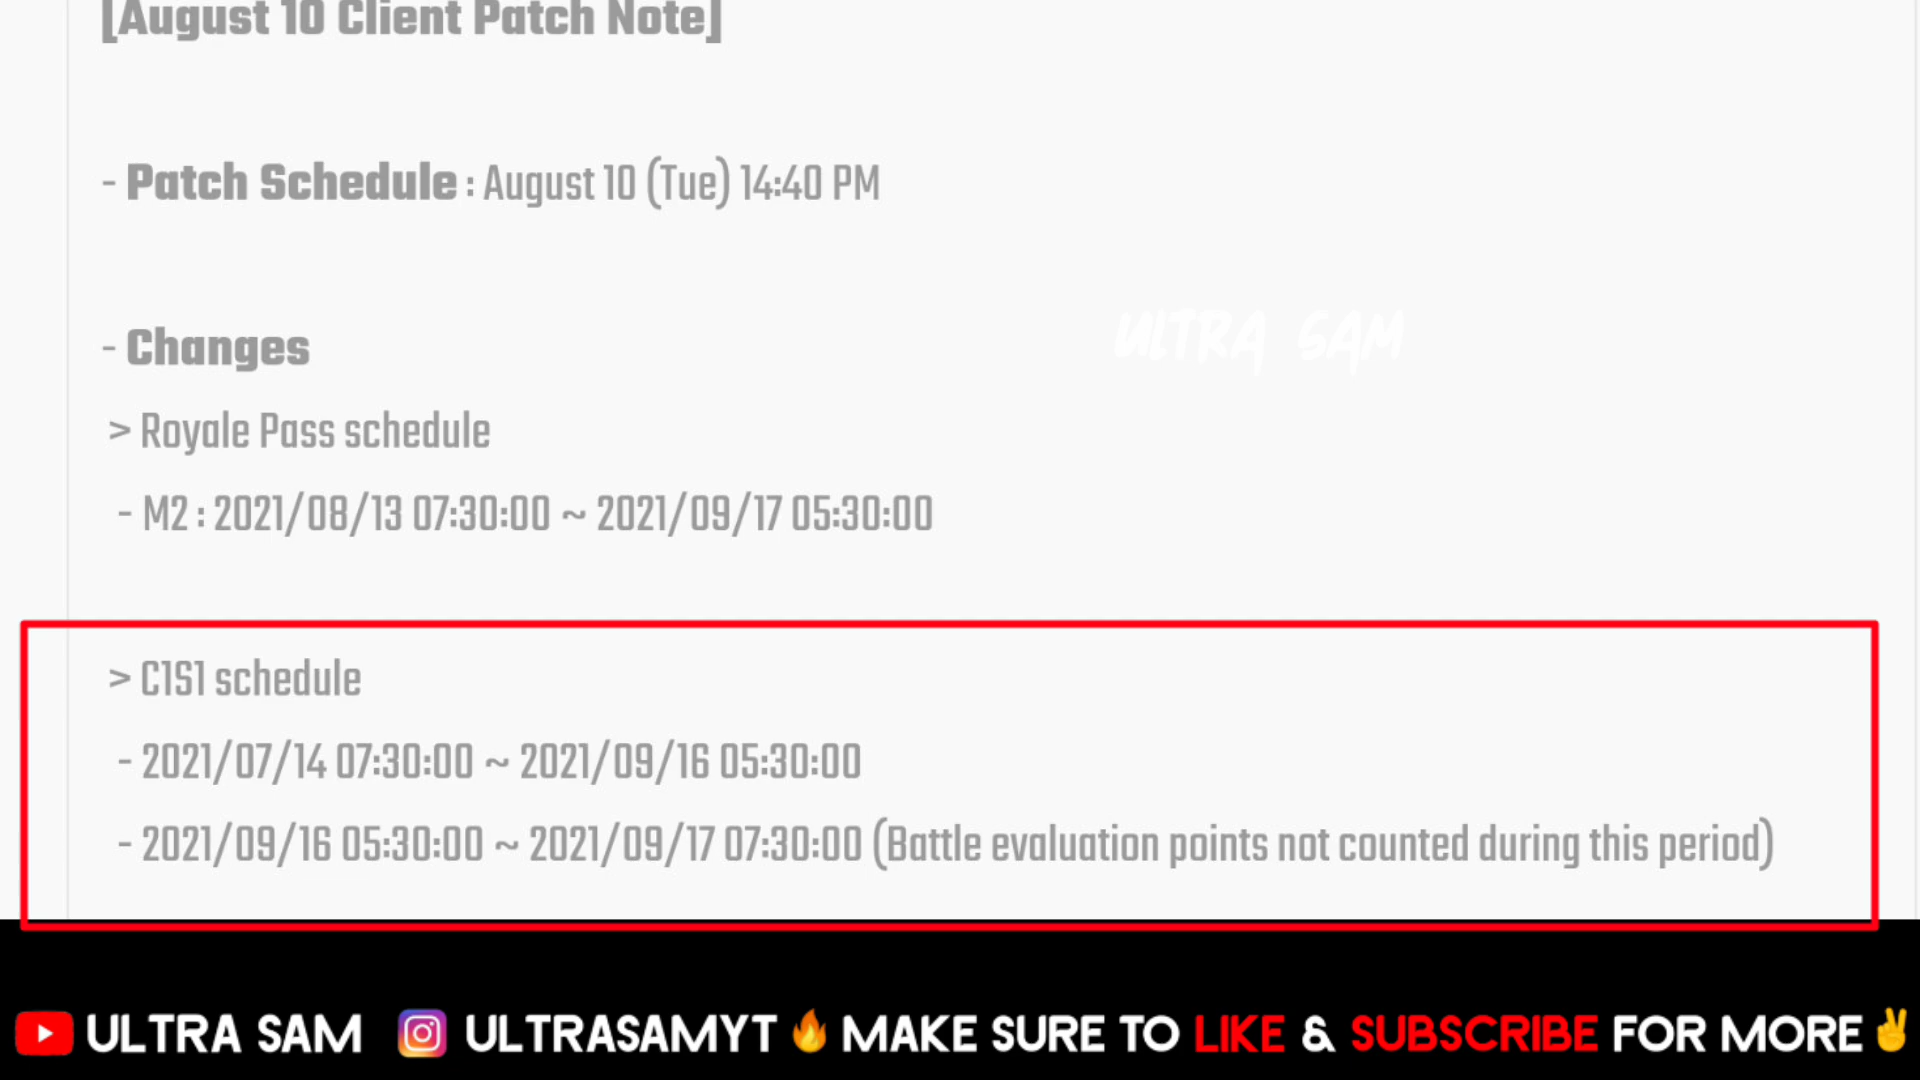 [August 10 Client Patch Note]
- Patch Schedule : August 10 (Tue) 14:40 PM
- Changes
ULTRA SAM
> Royale Pass schedule
- M2 : 2021/08/13 07:30:00 ~ 2021/09/17 05:30:00
> C1S1 schedule
- 2021/07/14 07:30:00 ~ 2021/09/16 05:30:00
- 2021/09/16 05:30:00 ~ 2021/09/17 07:30:00 (Battle evaluation points not counted during this period)
ULTRA SAM ULTRASAMYT🔥MAKE SURE TO LIKE & SUBSCRIBE FOR MORE✌